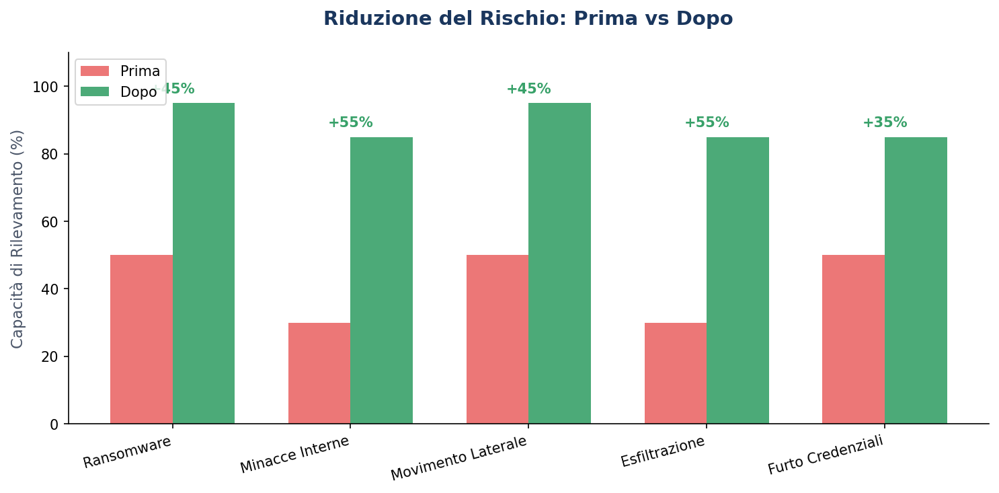 Riduzione del Rischio: Prima vs Dopo
Prima
Dopo
+45%
+55%
+45%
+55%
+35%
Capacità di Rilevamento (%)
100
80
60
40
20
0
Ransomware
Minacce Interne
Movimento Laterale
Esfiltrazione
Furto Credenziali